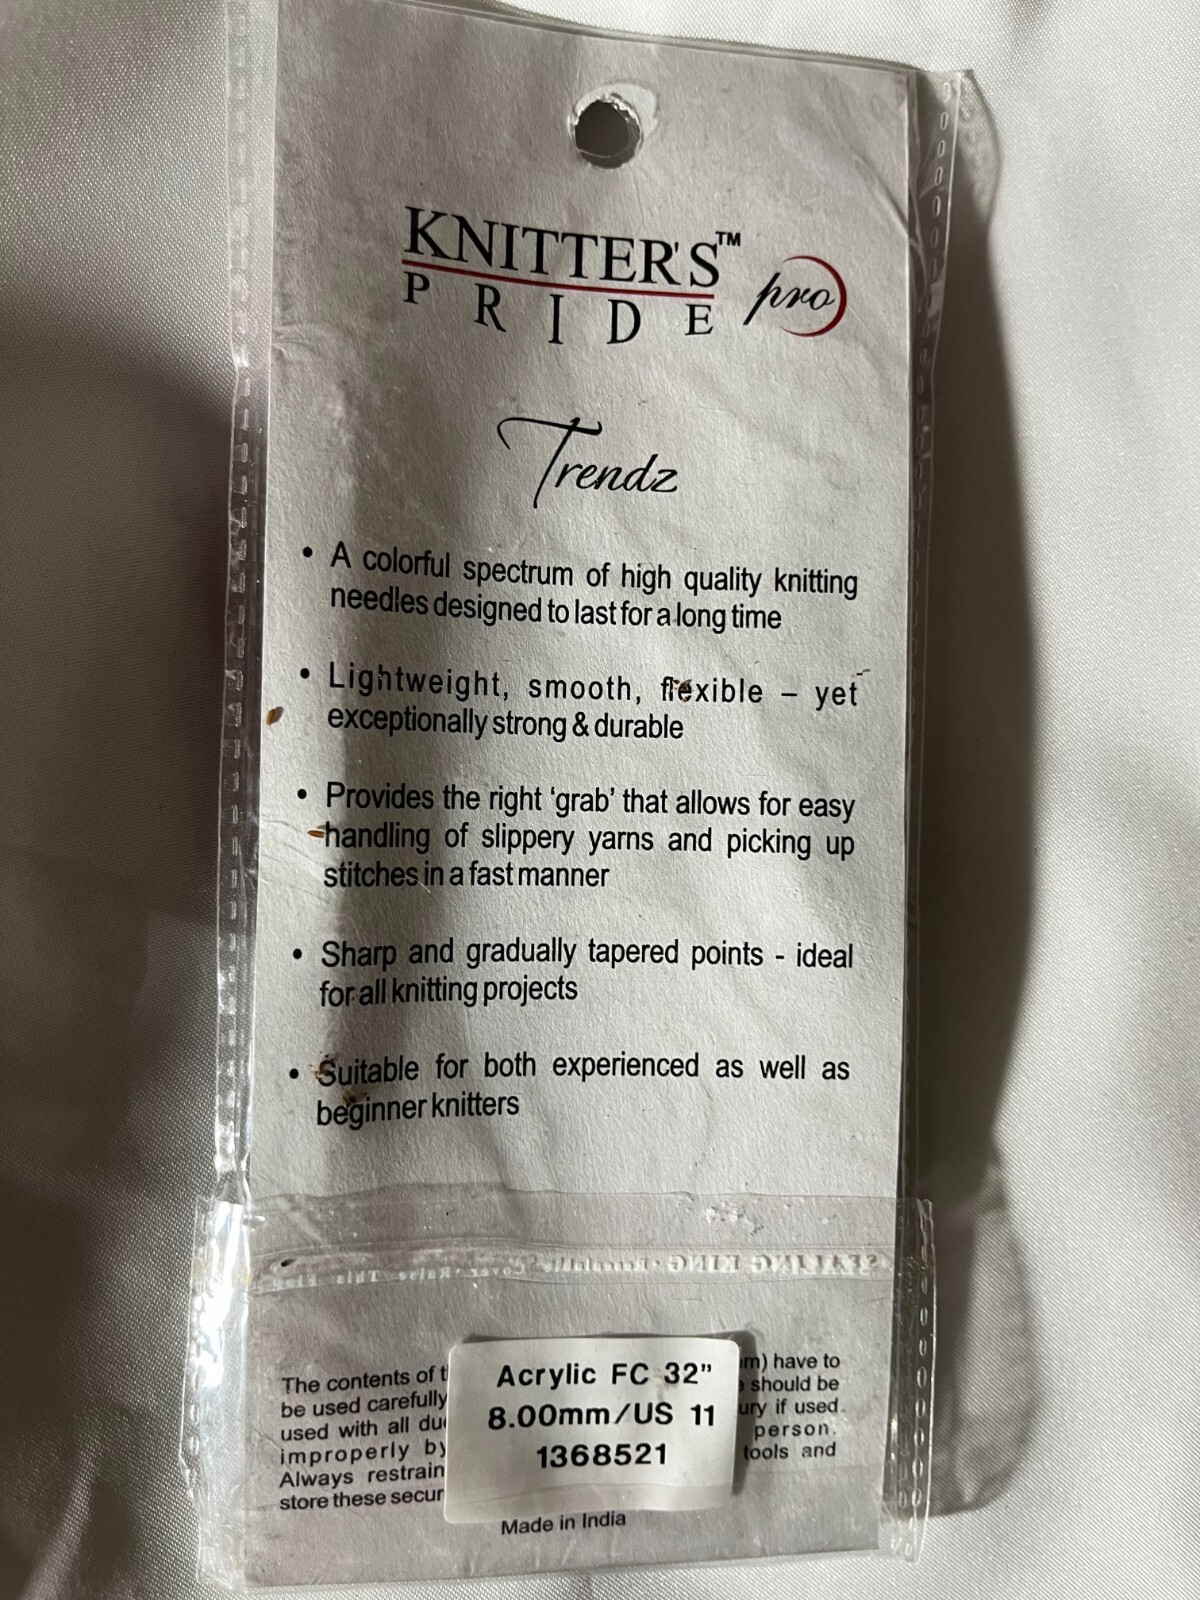 KNITTER'S™
PRIDE pro
Trendz
• A colorful spectrum of high quality knitting
needles designed to last for a long time
• Lightweight, smooth, flexible – yet
exceptionally strong & durable
• Provides the right ‘grab’ that allows for easy
handling of slippery yarns and picking up
stitches in a fast manner
• Sharp and gradually tapered points - ideal
for all knitting projects
• Suitable for both experienced as well as
beginner knitters
SEALING KING
The contents of have to
be used carefully should be
used with all if used
improperly person.
Always restrain tools and
store these
Acrylic FC 32”
8.00mm/US 11
1368521
Made in India